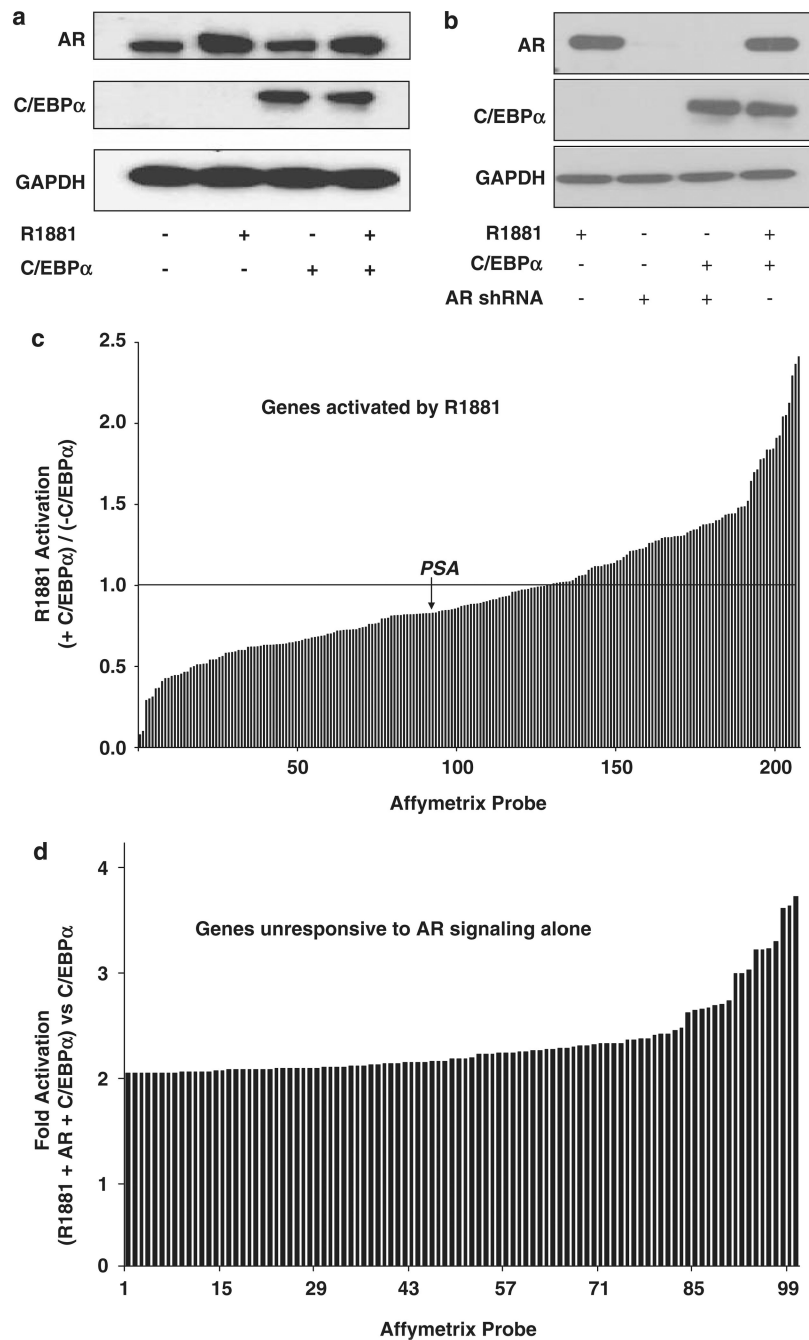 a
AR
C/EBPα
GAPDH
R1881 - + - +
C/EBPα - - + +
b
AR
C/EBPα
GAPDH
R1881 + - - +
C/EBPα - - + +
AR shRNA - + + -
c
Genes activated by R1881
R1881 Activation
(+ C/EBPα) / (-C/EBPα)
2.5
2.0
1.5
1.0
0.5
0.0
PSA
50 100 150 200
Affymetrix Probe
d
Genes unresponsive to AR signaling alone
Fold Activation
(R1881 + AR + C/EBPα) vs C/EBPα
4
3
2
2
1
0
1 15 29 43 57 71 85 99
Affymetrix Probe